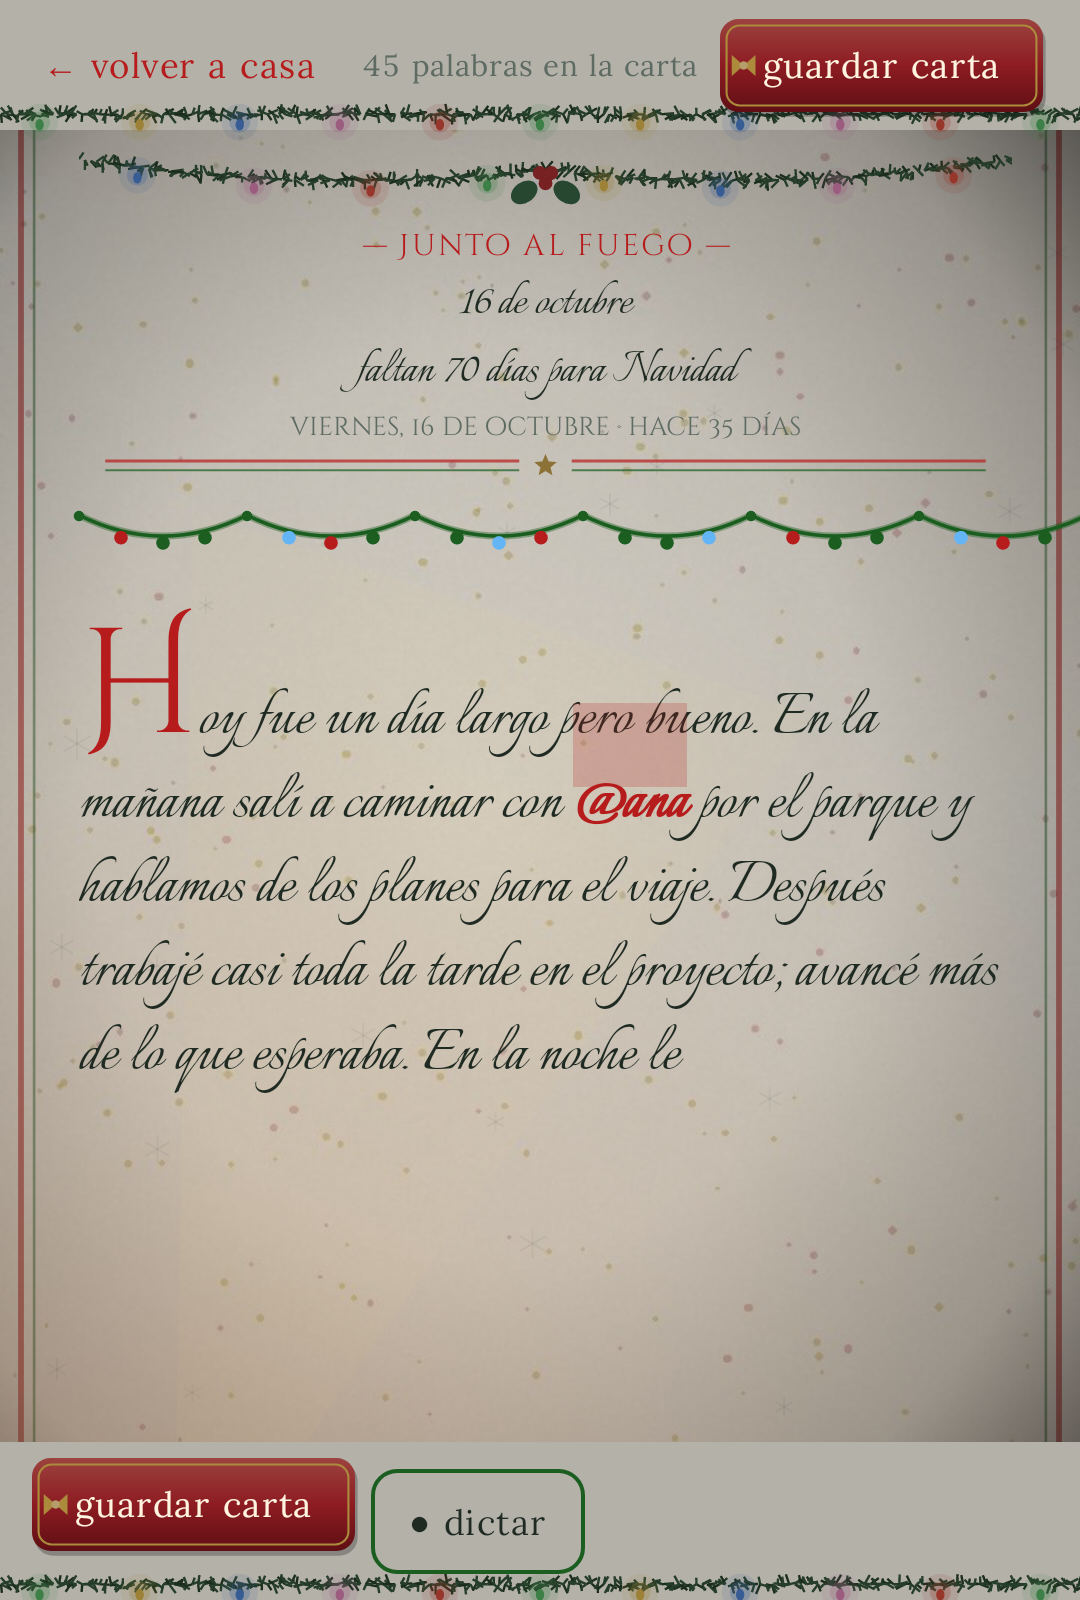 ← volver a casa 45 palabras en la carta guardar carta
— JUNTO AL FUEGO —
16 de octubre
faltan 70 días para Navidad
VIERNES, 16 DE OCTUBRE · HACE 35 DÍAS
Hoy fue un día largo pero bueno. En la
mañana salí a caminar con @ana por el parque y
hablamos de los planes para el viaje. Después
trabajé casi toda la tarde en el proyecto; avancé más
de lo que esperaba. En la noche le
guardar carta • dictar